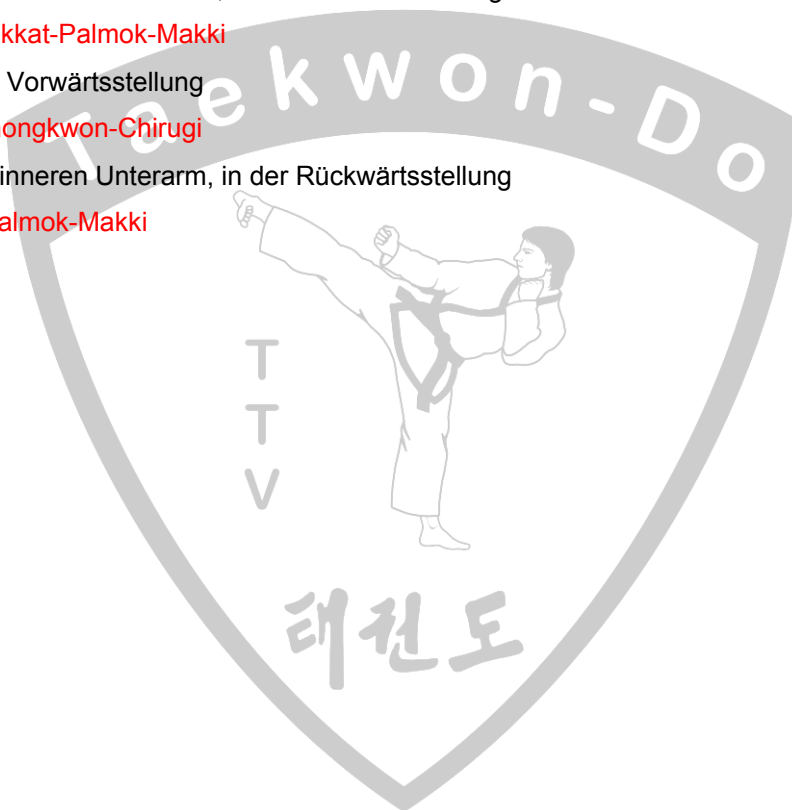 kkat-Palmok-Makki
Vorwärtsstellung
ongkwon-Chirugi
inneren Unterarm, in der Rückwärtsstellung
almok-Makki
Taekwon-Do
T
T
V
태권도